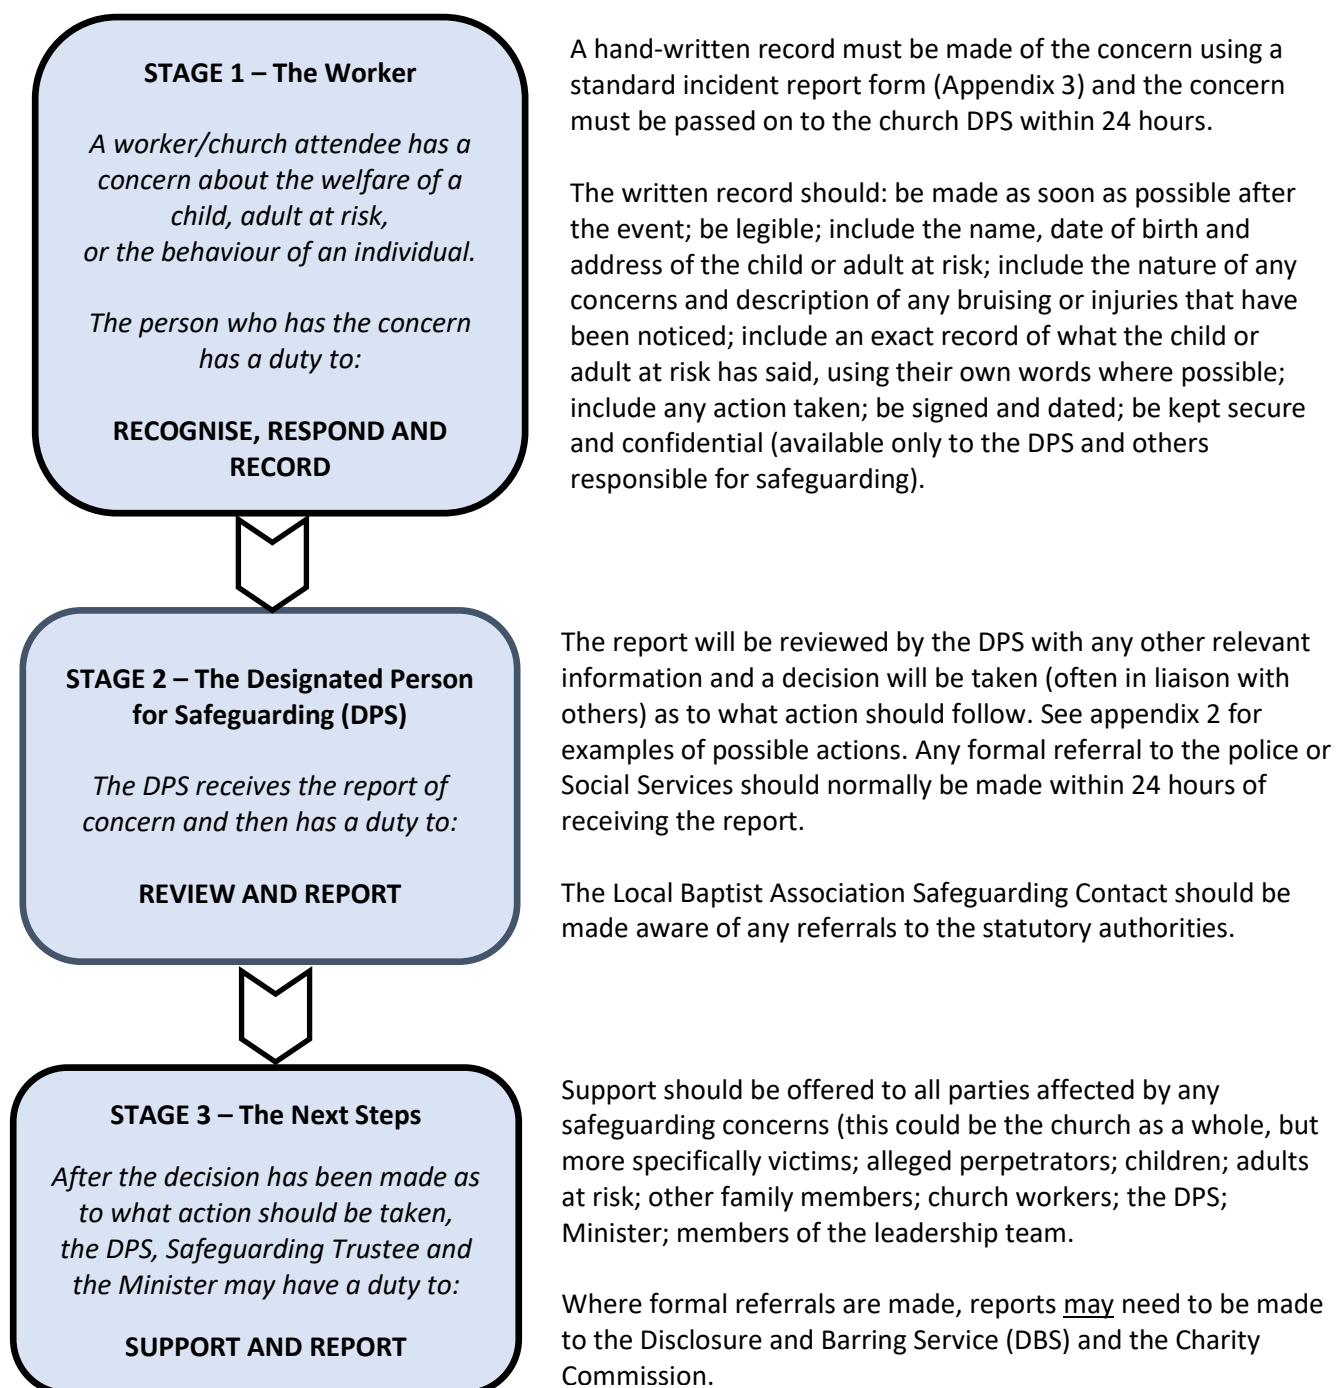 STAGE 1 – The Worker
A worker/church attendee has a
concern about the welfare of a
child, adult at risk,
or the behaviour of an individual.
The person who has the concern
has a duty to:
RECOGNISE, RESPOND AND
RECORD
A hand-written record must be made of the concern using a
standard incident report form (Appendix 3) and the concern
must be passed on to the church DPS within 24 hours.
The written record should: be made as soon as possible after
the event; be legible; include the name, date of birth and
address of the child or adult at risk; include the nature of any
concerns and description of any bruising or injuries that have
been noticed; include an exact record of what the child or
adult at risk has said, using their own words where possible;
include any action taken; be signed and dated; be kept secure
and confidential (available only to the DPS and others
responsible for safeguarding).
STAGE 2 – The Designated Person
for Safeguarding (DPS)
The DPS receives the report of
concern and then has a duty to:
REVIEW AND REPORT
The report will be reviewed by the DPS with any other relevant
information and a decision will be taken (often in liaison with
others) as to what action should follow. See appendix 2 for
examples of possible actions. Any formal referral to the police or
Social Services should normally be made within 24 hours of
receiving the report.
The Local Baptist Association Safeguarding Contact should be
made aware of any referrals to the statutory authorities.
STAGE 3 – The Next Steps
After the decision has been made as
to what action should be taken,
the DPS, Safeguarding Trustee and
the Minister may have a duty to:
SUPPORT AND REPORT
Support should be offered to all parties affected by any
safeguarding concerns (this could be the church as a whole, but
more specifically victims; alleged perpetrators; children; adults
at risk; other family members; church workers; the DPS;
Minister; members of the leadership team.
Where formal referrals are made, reports may need to be made
to the Disclosure and Barring Service (DBS) and the Charity
Commission.